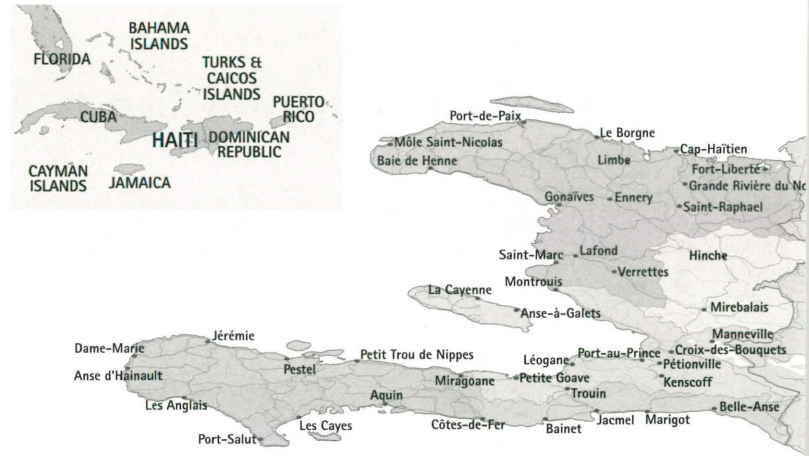 BAHAMA
ISLANDS
FLORIDA
TURKS &
CAICOS
ISLANDS
CUBA
PUERTO
RICO
HAITI
DOMINICAN
REPUBLIC
CAYMAN
ISLANDS
JAMAICA
Port-de-Paix
Môle Saint-Nicolas
Le Borgne
Cap-Haïtien
Baie de Henne
Limbe
Fort-Liberté
Grande Rivière du No
Gonaïves
Ennery
Saint-Raphael
Saint-Marc
Lafond
Hinche
Verrettes
Montrouis
La Cayenne
Anse-à-Galets
Mirebalais
Manneville
Jérémie
Dame-Marie
Petit Trou de Nippes
Léogane
Port-au-Prince
Croix-des-Bouquets
Pétionville
Anse d'Hainault
Pestel
Miragoane
Petite Goave
Kenscoff
Trouin
Les Anglais
Aquin
Belle-Anse
Port-Salut
Les Cayes
Côtes-de-Fer
Bainet
Jacmel
Marigot